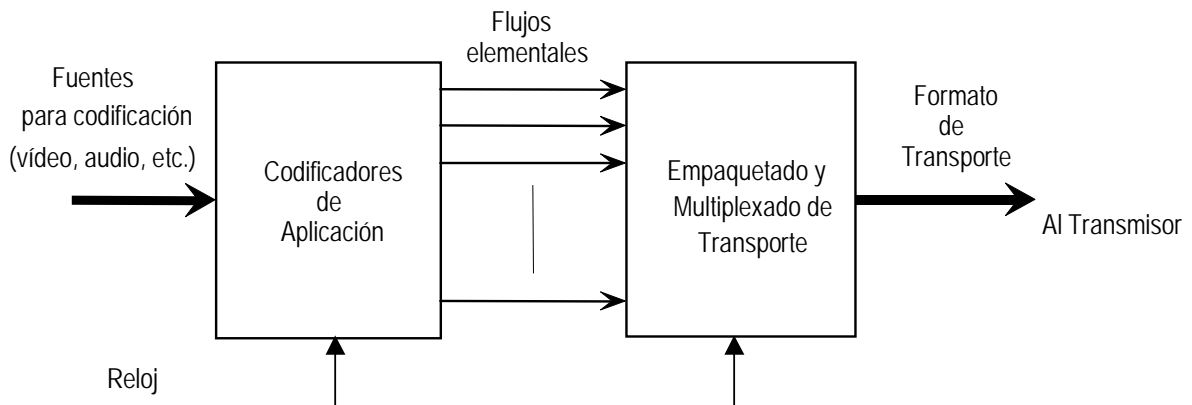 Flujos
elementales
Fuentes
para codificación
(vídeo, audio, etc.)
Codificadores
de
Aplicación
Empaquetado y
Multiplexado de
Transporte
Formato
de
Transporte
Al Transmisor
Reloj